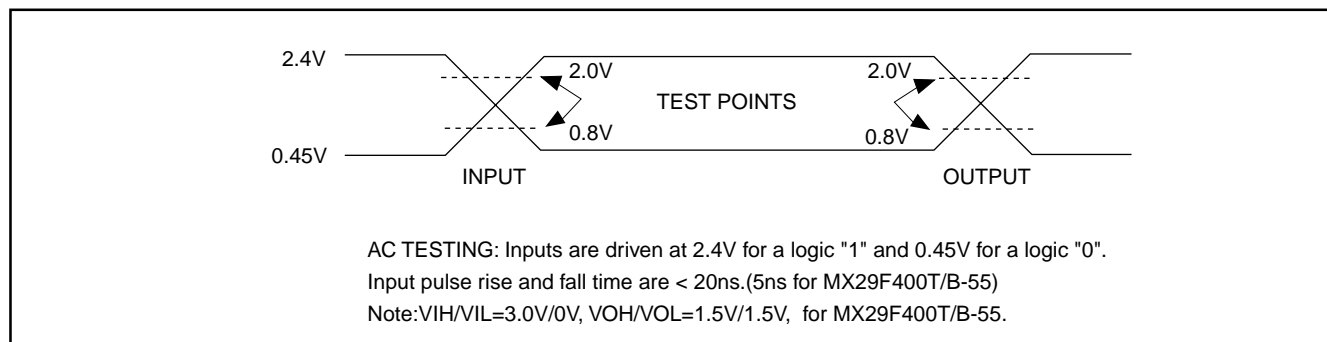 2.4V
2.0V
2.0V
TEST POINTS
0.8V
0.8V
0.45V
INPUT
OUTPUT
AC TESTING: Inputs are driven at 2.4V for a logic "1" and 0.45V for a logic "0".
Input pulse rise and fall time are < 20ns.(5ns for MX29F400T/B-55)
Note:VIH/VIL=3.0V/0V, VOH/VOL=1.5V/1.5V, for MX29F400T/B-55.